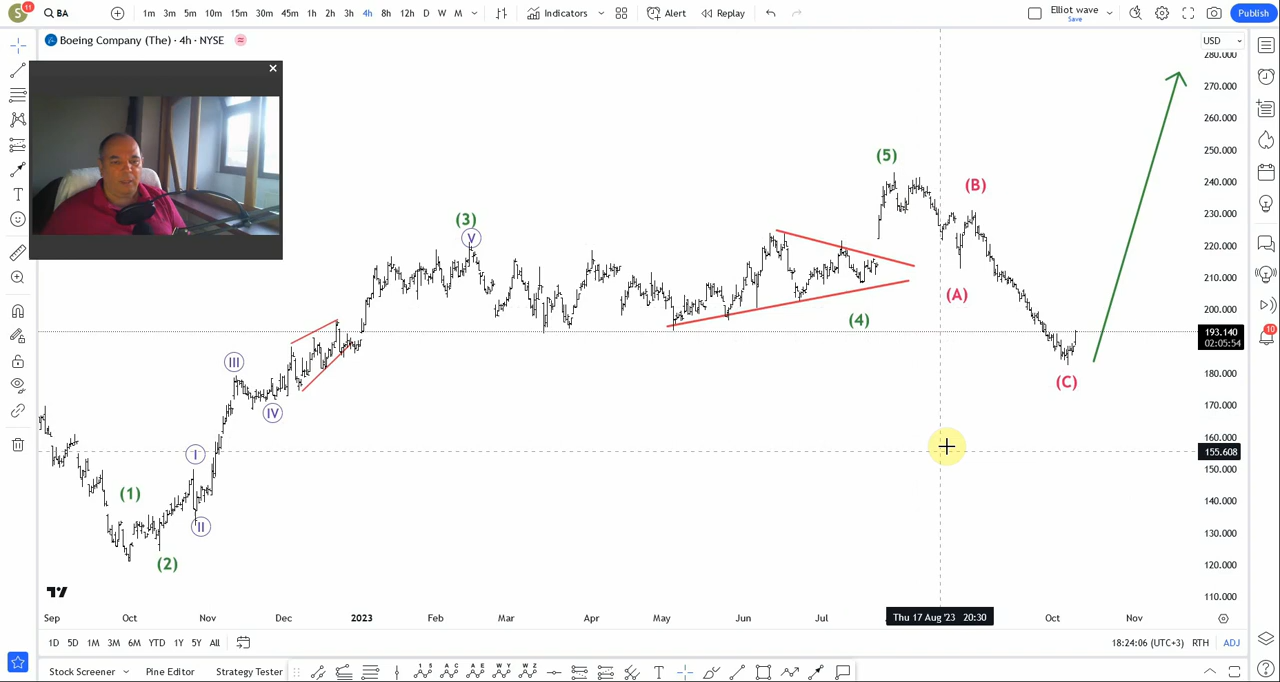 S 11 BA 1m 3m 5m 10m 15m 30m 45m 1h 2h 3h 4h 8h 12h D W M Indicators Alert Replay Elliot wave Save Publish
Boeing Company (The) · 4h · NYSE
USD
280.000
270.000
260.000
250.000
240.000
230.000
220.000
210.000
200.000
193.140
02:05:54
180.000
170.000
160.000
155.608
150.000
140.000
130.000
120.000
110.000
10
(5)
(B)
(3)
V
(A)
(4)
III
(C)
IV
I
(1)
II
(2)
Sep Oct Nov Dec 2023 Feb Mar Apr May Jun Jul Thu 17 Aug '23 20:30 Oct Nov
1D 5D 1M 3M 6M YTD 1Y 5Y All 18:24:06 (UTC+3) RTH ADJ
Stock Screener Pine Editor Strategy Tester